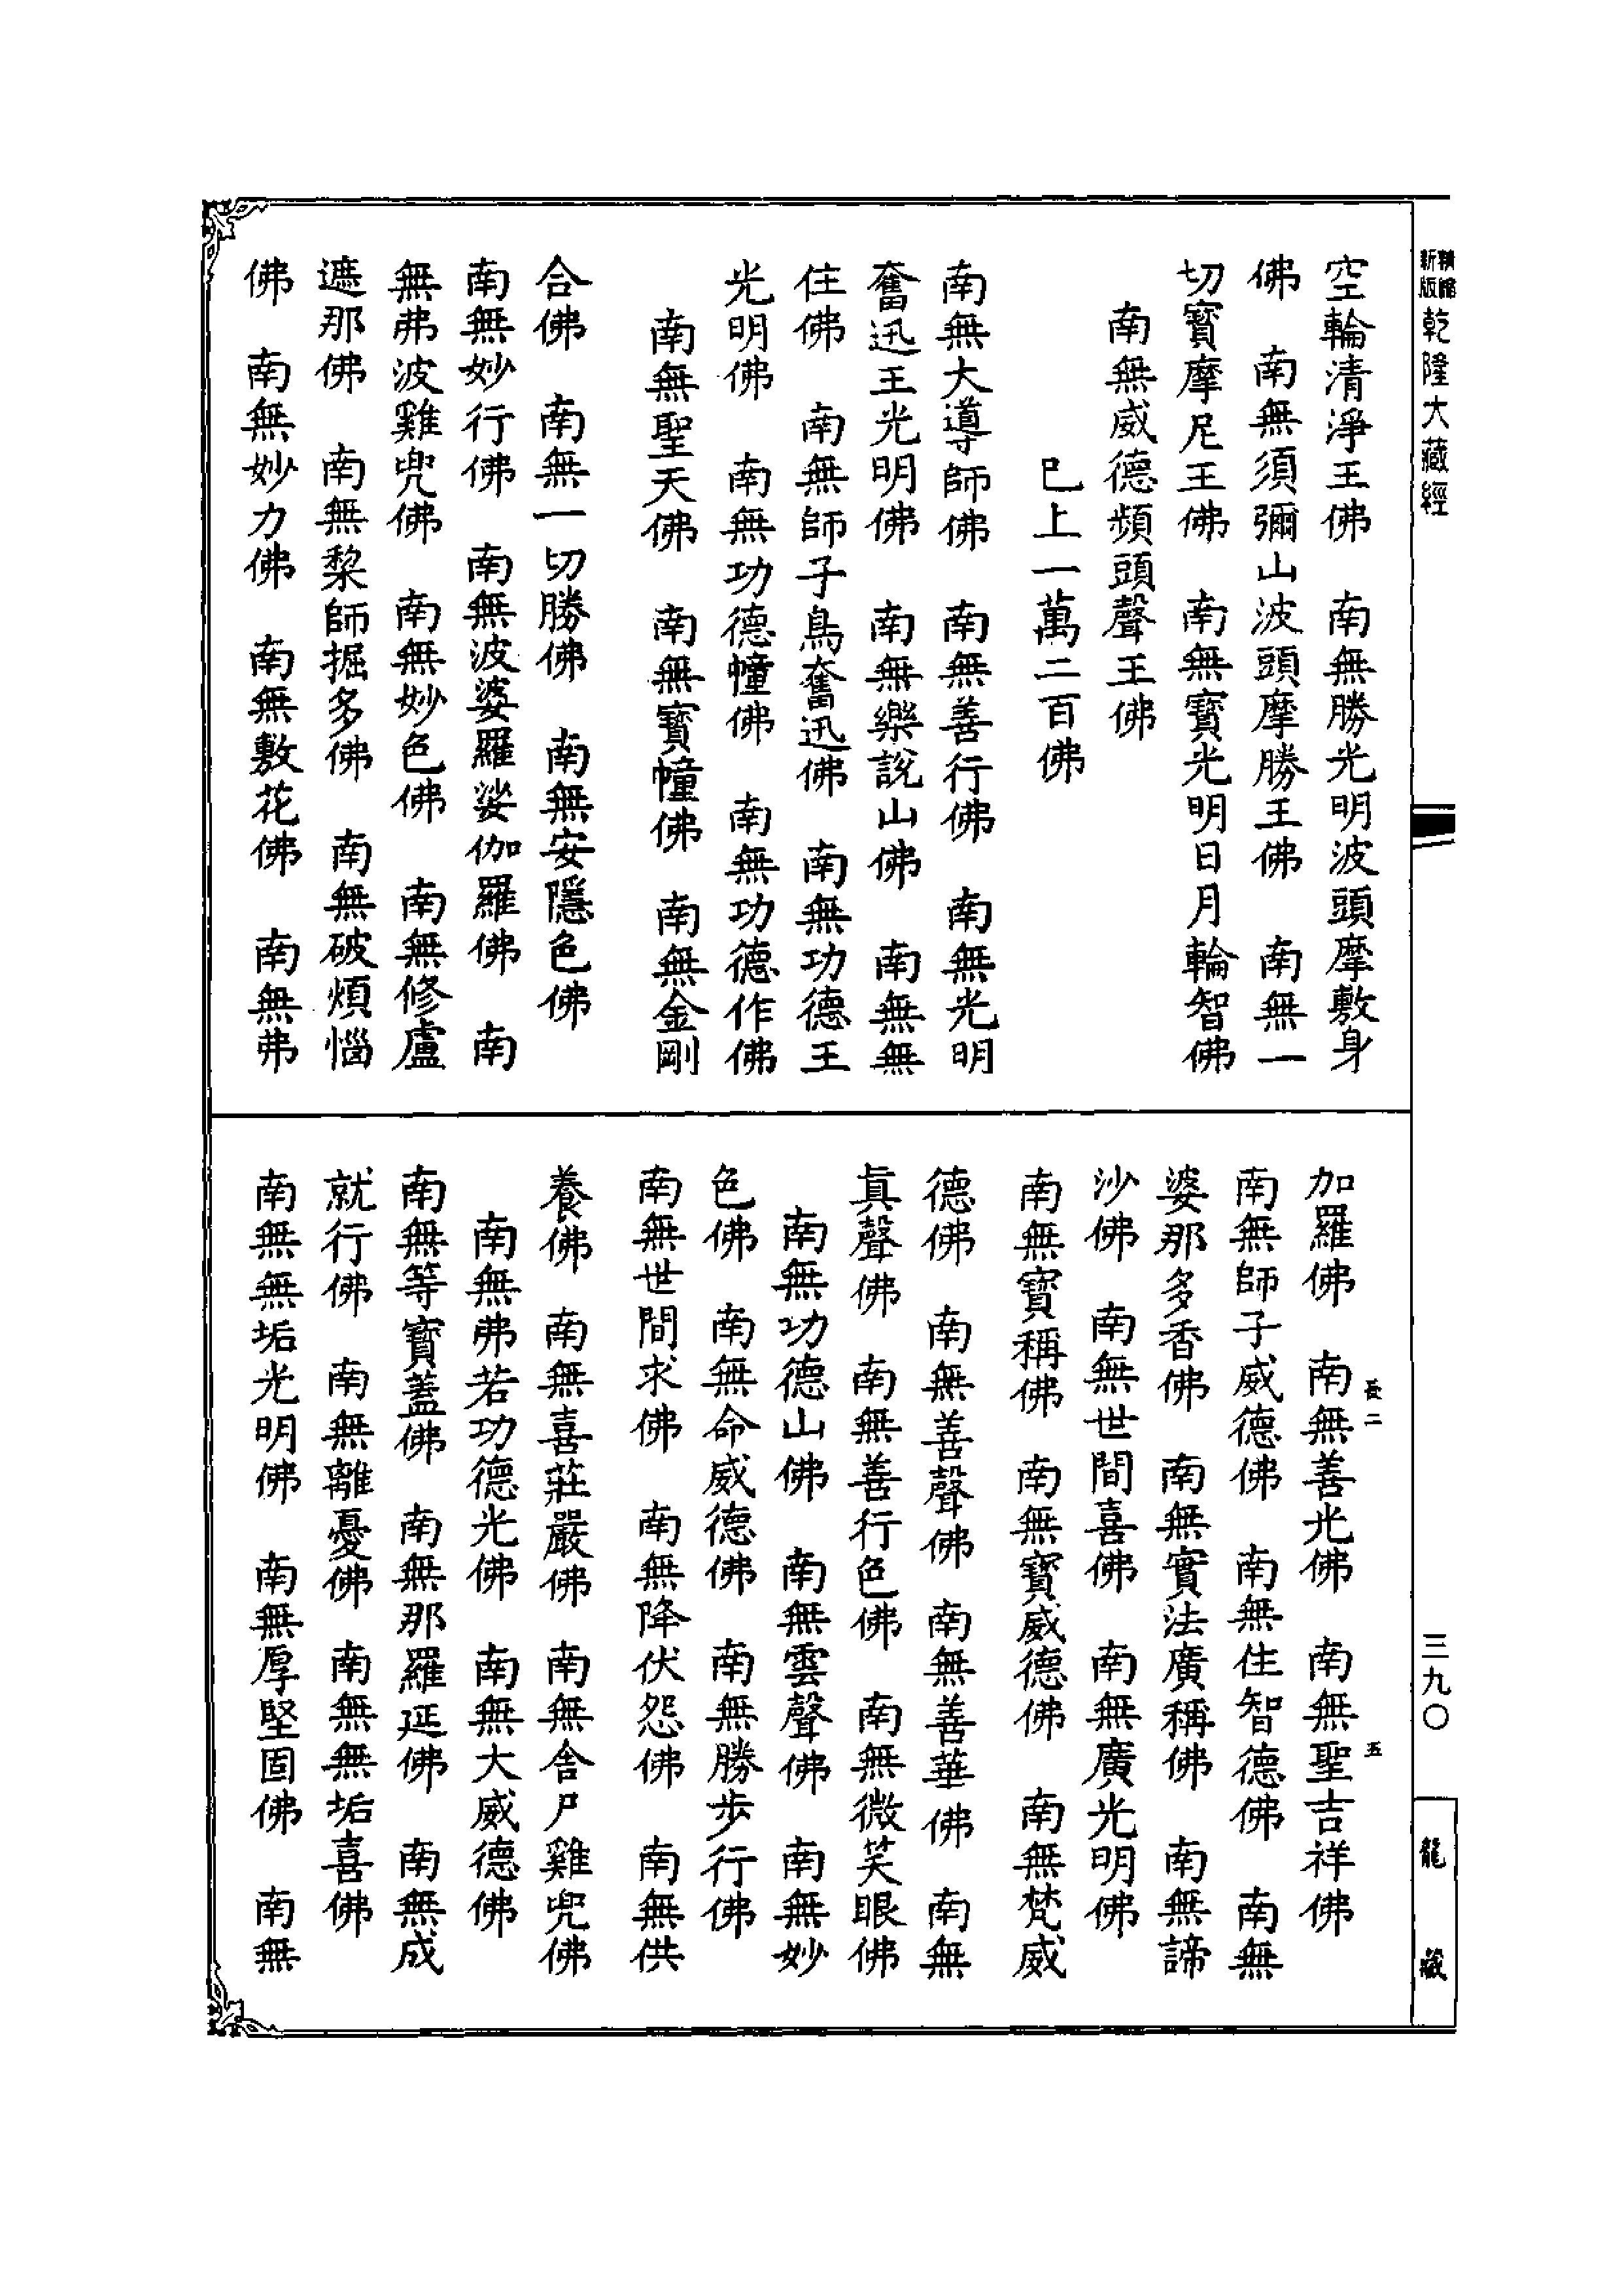 新版
精縮
乾隆大藏經
三九〇
龍藏
空輪清淨王佛　南無勝光明波頭摩敷身
佛　南無須彌山波頭摩勝王佛　南無一
切寶摩尼王佛　南無寶光明日月輪智佛
南無威德頻頭聲王佛
已上一萬二百佛
南無大導師佛　南無善行佛　南無光明
奮迅王光明佛　南無樂說山佛　南無無
住佛　南無師子鳥奮迅佛　南無功德王
光明佛　南無功德幢佛　南無功德作佛
南無聖天佛　南無寶幢佛　南無金剛
合佛　南無一切勝佛　南無安隱色佛
南無妙行佛　南無波婆羅娑伽羅佛　南
無弗波雞兜佛　南無妙色佛　南無修盧
遮那佛　南無棃師掘多佛　南無破煩惱
佛　南無妙力佛　南無敷花佛　南無弗
加羅佛　南無善光佛　南無聖吉祥佛
南無師子威德佛　南無住智德佛　南無
婆那多香佛　南無實法廣稱佛　南無諦
沙佛　南無世間喜佛　南無廣光明佛
南無寶稱佛　南無寶威德佛　南無梵威
德佛　南無善聲佛　南無善華佛　南無
真聲佛　南無善行色佛　南無微笑眼佛
南無功德山佛　南無雲聲佛　南無妙
色佛　南無命威德佛　南無勝步行佛
南無世間求佛　南無降伏怨佛　南無供
養佛　南無喜莊嚴佛　南無舍尸雞兜佛
南無弗若功德光佛　南無大威德佛
南無等寶蓋佛　南無那羅延佛　南無成
就行佛　南無離憂佛　南無無垢喜佛
南無無垢光明佛　南無厚堅固佛　南無
二
五